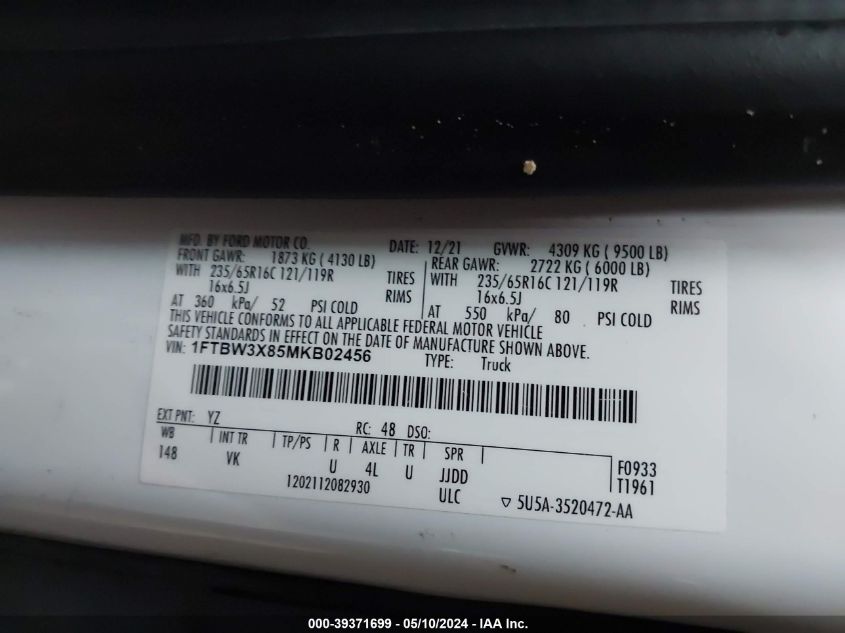 MFD. BY FORD MOTOR CO. DATE: 12/21 GVWR: 4309 KG ( 9500 LB)
FRONT GAWR: 1873 KG ( 4130 LB) REAR GAWR: 2722 KG ( 6000 LB)
WITH 235/65R16C 121/119R TIRES WITH 235/65R16C 121/119R TIRES
16x6.5J RIMS 16x6.5J RIMS
AT 360 kPa/ 52 PSI COLD AT 550 kPa/ 80 PSI COLD
THIS VEHICLE CONFORMS TO ALL APPLICABLE FEDERAL MOTOR VEHICLE
SAFETY STANDARDS IN EFFECT ON THE DATE OF MANUFACTURE SHOWN ABOVE.
VIN: 1FTBW3X85MKB02456 TYPE: Truck
EXT PNT: YZ RC: 48 DSO:
WB INT TR TP/PS R AXLE TR SPR
148 VK U 4L U JJDD F0933
1202112082930 ULC T1961
▽ 5U5A-3520472-AA
000-39371699 - 05/10/2024 - IAA Inc.